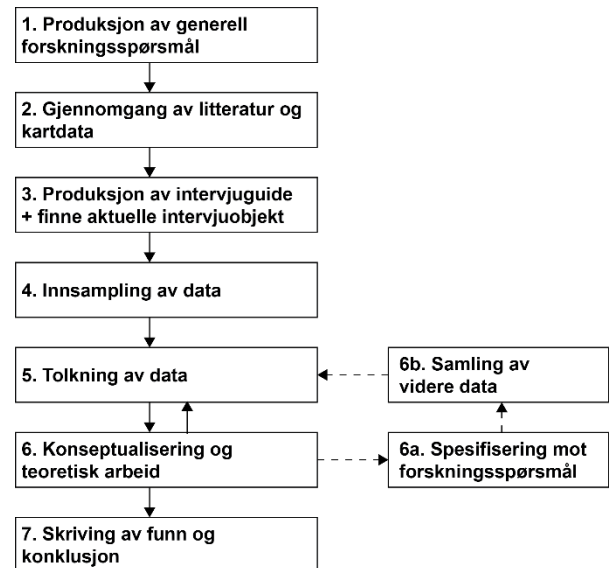 1. Produksjon av generell
forskningsspørsmål
2. Gjennomgang av litteratur og
kartdata
3. Produksjon av intervjuguide
+ finne aktuelle intervjuobjekt
4. Innsampling av data
5. Tolkning av data
6b. Samling av
videre data
6. Konseptualisering og
teoretisk arbeid
6a. Spesifisering mot
forskningsspørsmål
7. Skriving av funn og
konklusjon